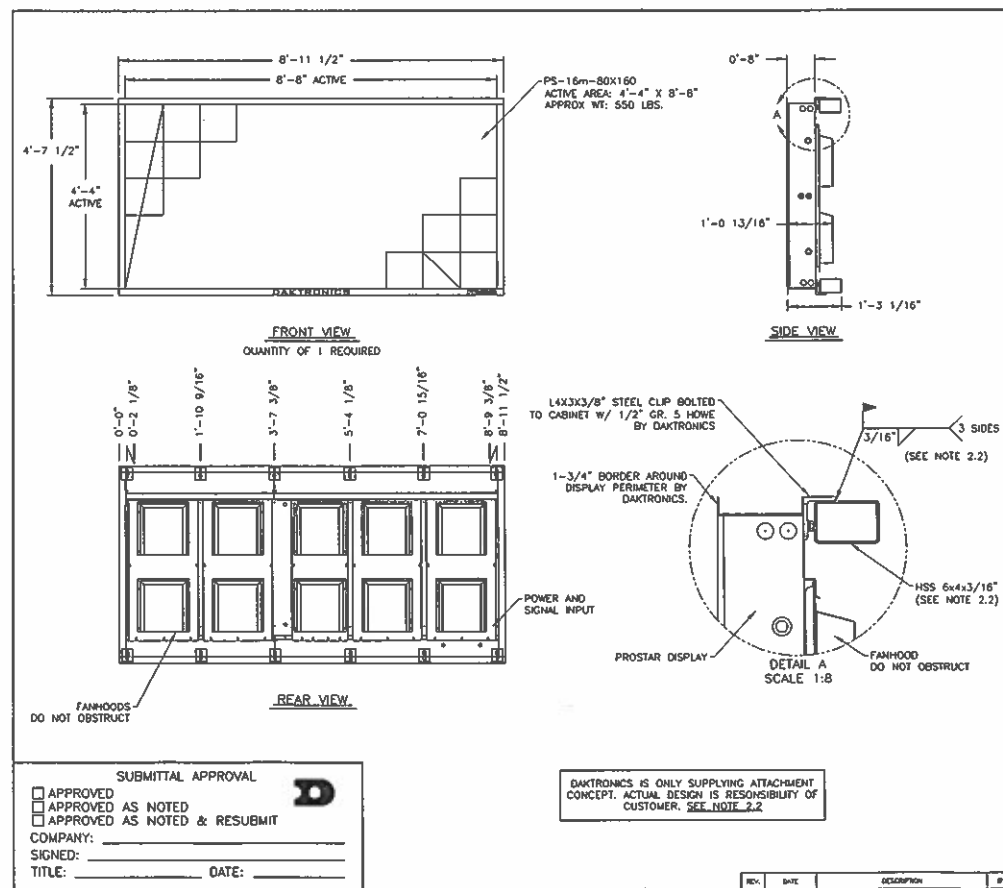 8'-11 1/2"
8'-8" ACTIVE
4'-7 1/2"
4'-4"
ACTIVE
PS-16m-80X160
ACTIVE AREA: 4'-4" X 8'-8"
APPROX WT: 550 LBS.
DAKTRONICS
FRONT VIEW
QUANTITY OF 1 REQUIRED
0'-8"
A
1'-0 13/16"
1'-3 1/16"
SIDE VIEW
0'-0"
0'-2 1/8"
1'-10 9/16"
3'-7 3/8"
5'-4 1/8"
7'-0 15/16"
8'-9 3/8"
8'-11 1/2"
POWER AND
SIGNAL INPUT
FANHOODS
DO NOT OBSTRUCT
REAR VIEW
L4X3X3/8" STEEL CLIP BOLTED
TO CABINET W/ 1/2" GR. 5 HDWE
BY DAKTRONICS
3/16"
3 SIDES
(SEE NOTE 2.2)
1-3/4" BORDER AROUND
DISPLAY PERIMETER BY
DAKTRONICS.
HSS 6x4x3/16"
(SEE NOTE 2.2)
PROSTAR DISPLAY
FANHOOD
DO NOT OBSTRUCT
DETAIL A
SCALE 1:8
SUBMITTAL APPROVAL
D
APPROVED
APPROVED AS NOTED
APPROVED AS NOTED & RESUBMIT
COMPANY:
SIGNED:
TITLE: DATE:
DAKTRONICS IS ONLY SUPPLYING ATTACHMENT
CONCEPT. ACTUAL DESIGN IS RESONSIBILITY OF
CUSTOMER. SEE NOTE 2.2
REV. DATE DESCRIPTION